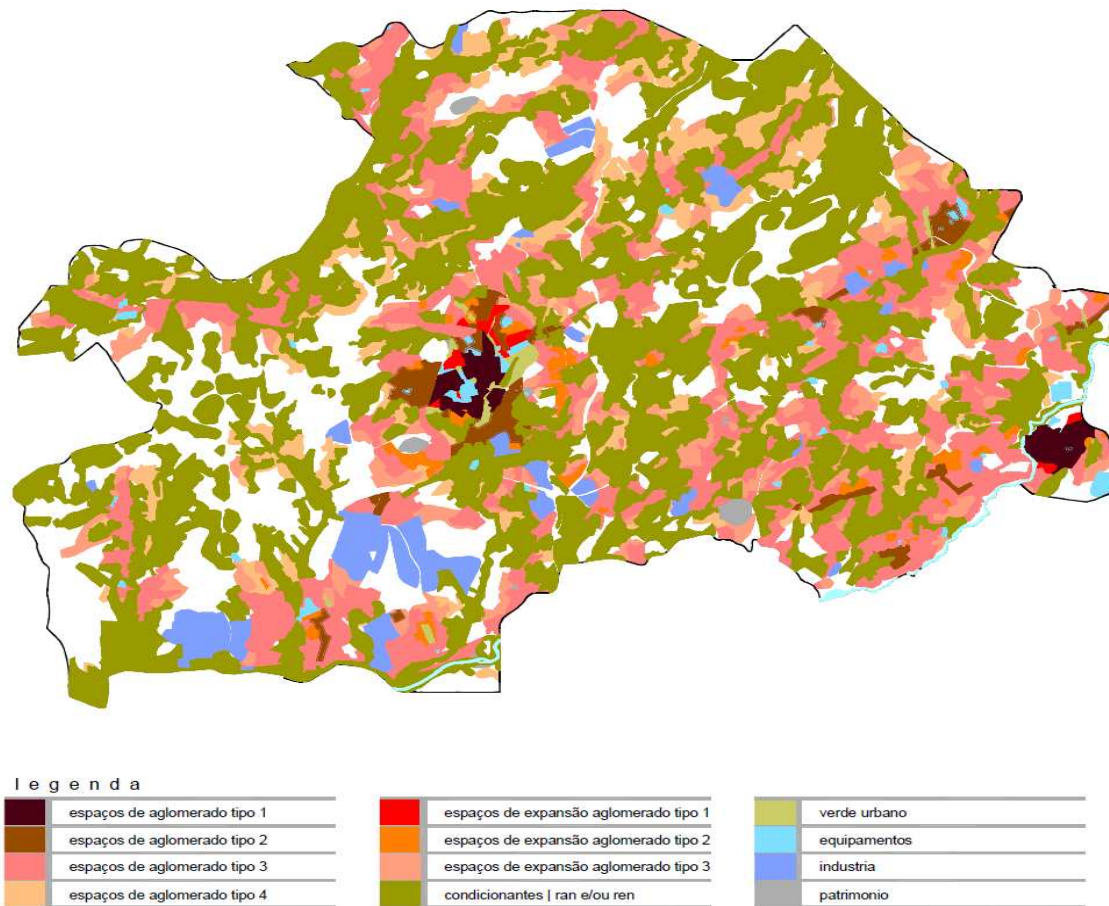 legenda
espaços de aglomerado tipo 1
espaços de aglomerado tipo 2
espaços de aglomerado tipo 3
espaços de aglomerado tipo 4
espaços de expansão aglomerado tipo 1
espaços de expansão aglomerado tipo 2
espaços de expansão aglomerado tipo 3
condicionantes | ran e/ou ren
verde urbano
equipamentos
industria
patrimonio